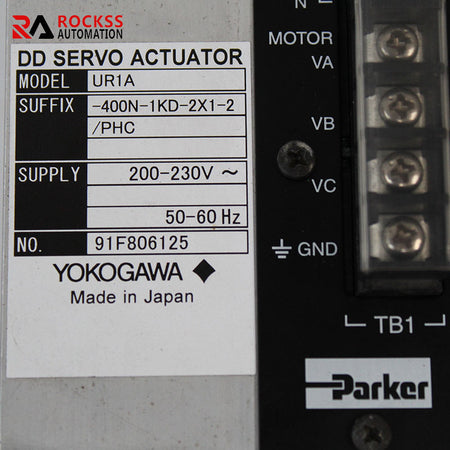 RA ROCKSS
AUTOMATION
DD SERVO ACTUATOR
MODEL UR1A
SUFFIX -400N-1KD-2X1-2
/PHC
SUPPLY 200-230V ~
50-60 Hz
NO. 91F806125
YOKOGAWA
Made in Japan
N
MOTOR
VA
VB
VC
GND
TB1
Parker